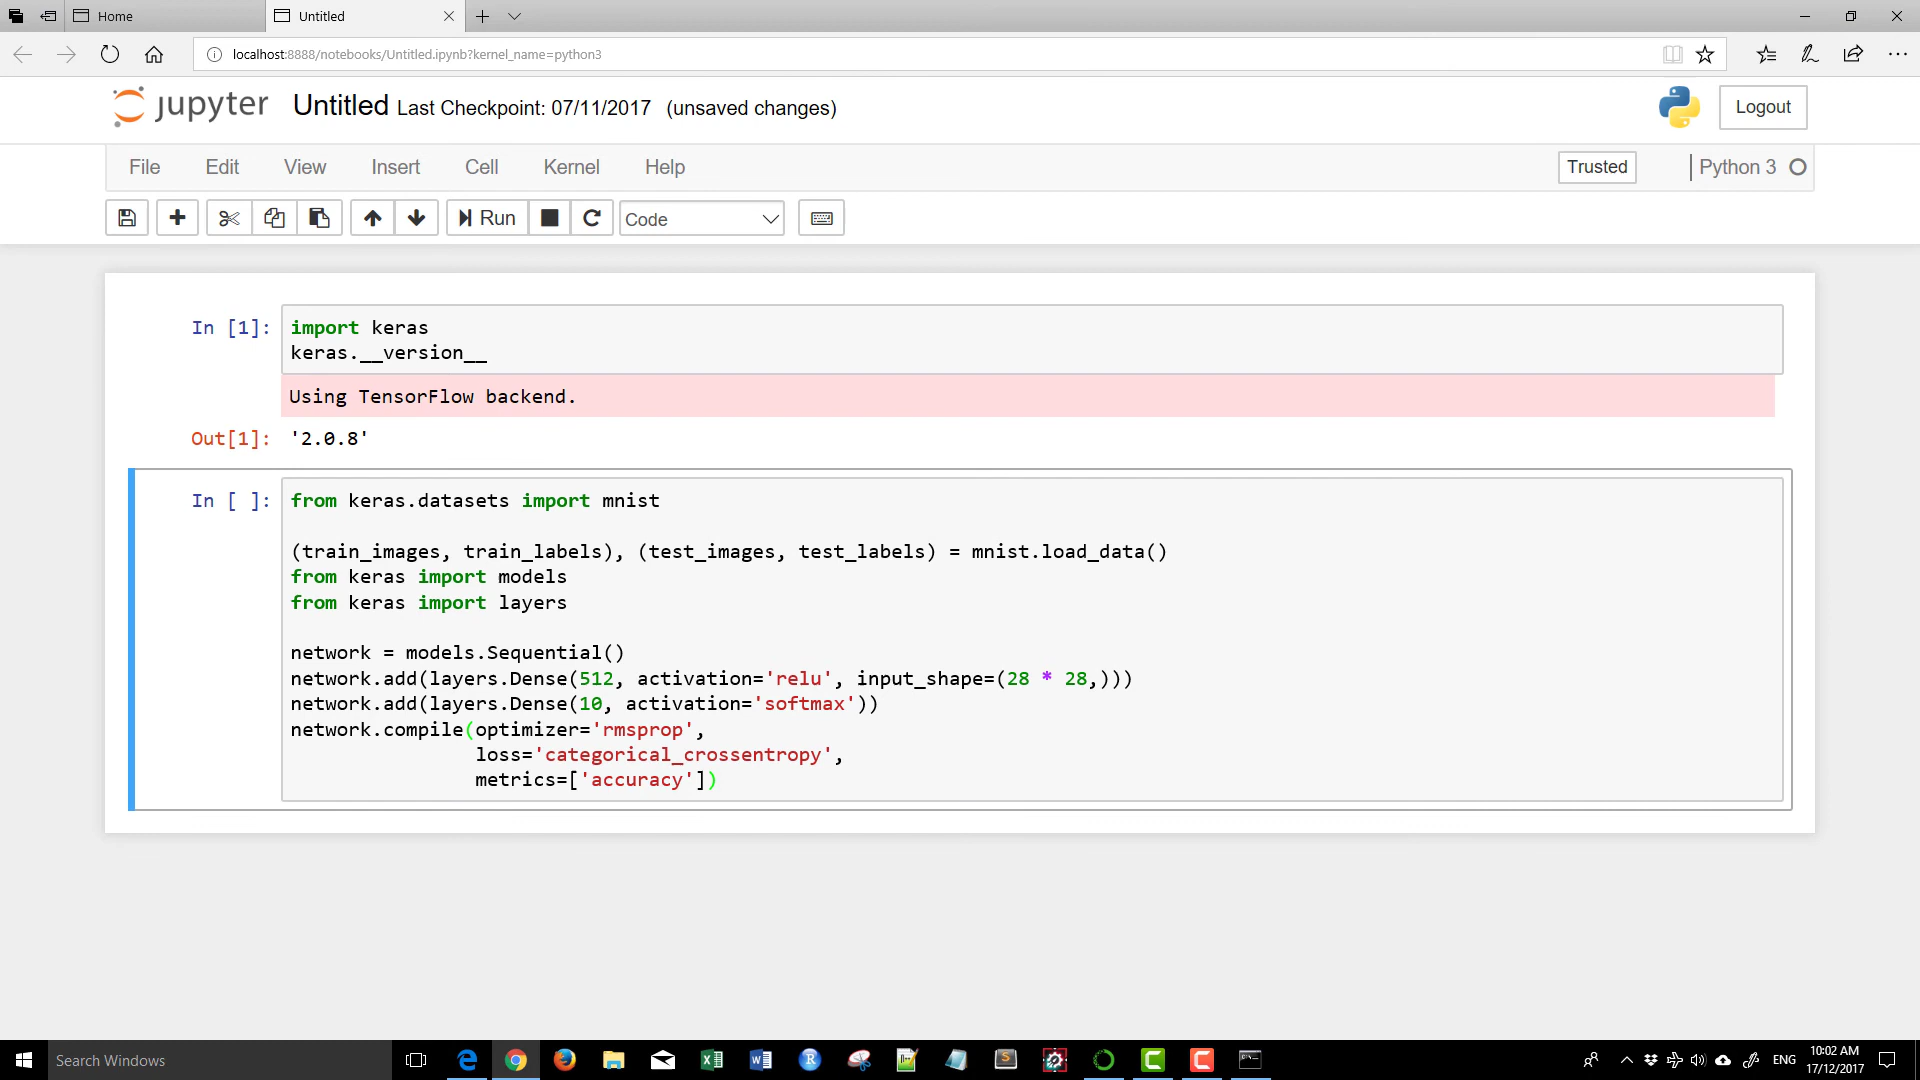 Home
Untitled
localhost:8888/notebooks/Untitled.ipynb?kernel_name=python3
jupyter Untitled Last Checkpoint: 07/11/2017 (unsaved changes)
Logout
File Edit View Insert Cell Kernel Help
Trusted
Python 3
Run
Code
In [1]: import keras
keras.__version__
Using TensorFlow backend.
Out[1]: '2.0.8'
In [ ]: from keras.datasets import mnist
(train_images, train_labels), (test_images, test_labels) = mnist.load_data()
from keras import models
from keras import layers
network = models.Sequential()
network.add(layers.Dense(512, activation='relu', input_shape=(28 * 28,)))
network.add(layers.Dense(10, activation='softmax'))
network.compile(optimizer='rmsprop',
loss='categorical_crossentropy',
metrics=['accuracy'])
Search Windows
ENG
10:02 AM
17/12/2017